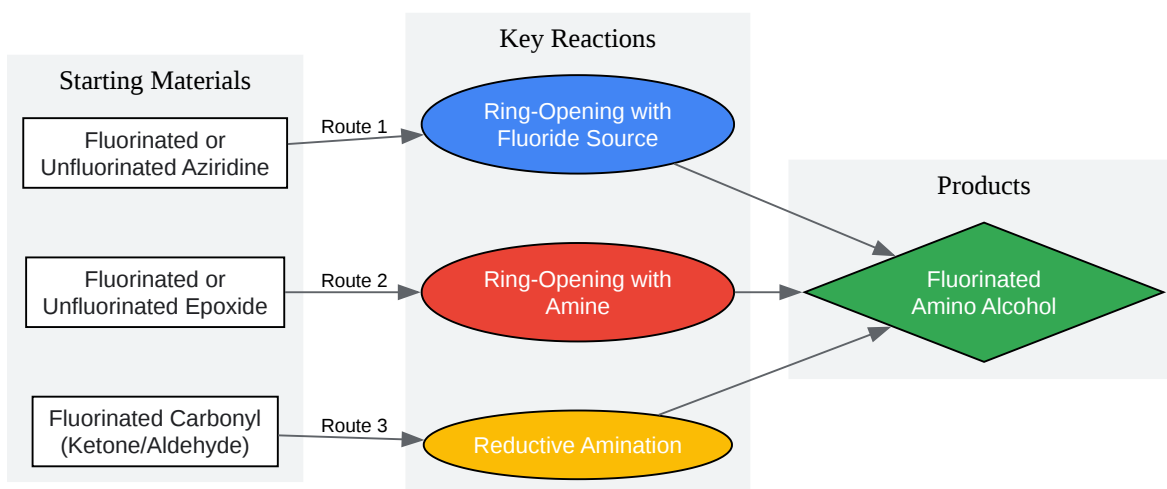 Starting Materials
Fluorinated or
Unfluorinated Aziridine
Fluorinated or
Unfluorinated Epoxide
Fluorinated Carbonyl
(Ketone/Aldehyde)
Route 1
Route 2
Route 3
Key Reactions
Ring-Opening with
Fluoride Source
Ring-Opening with
Amine
Reductive Amination
Products
Fluorinated
Amino Alcohol